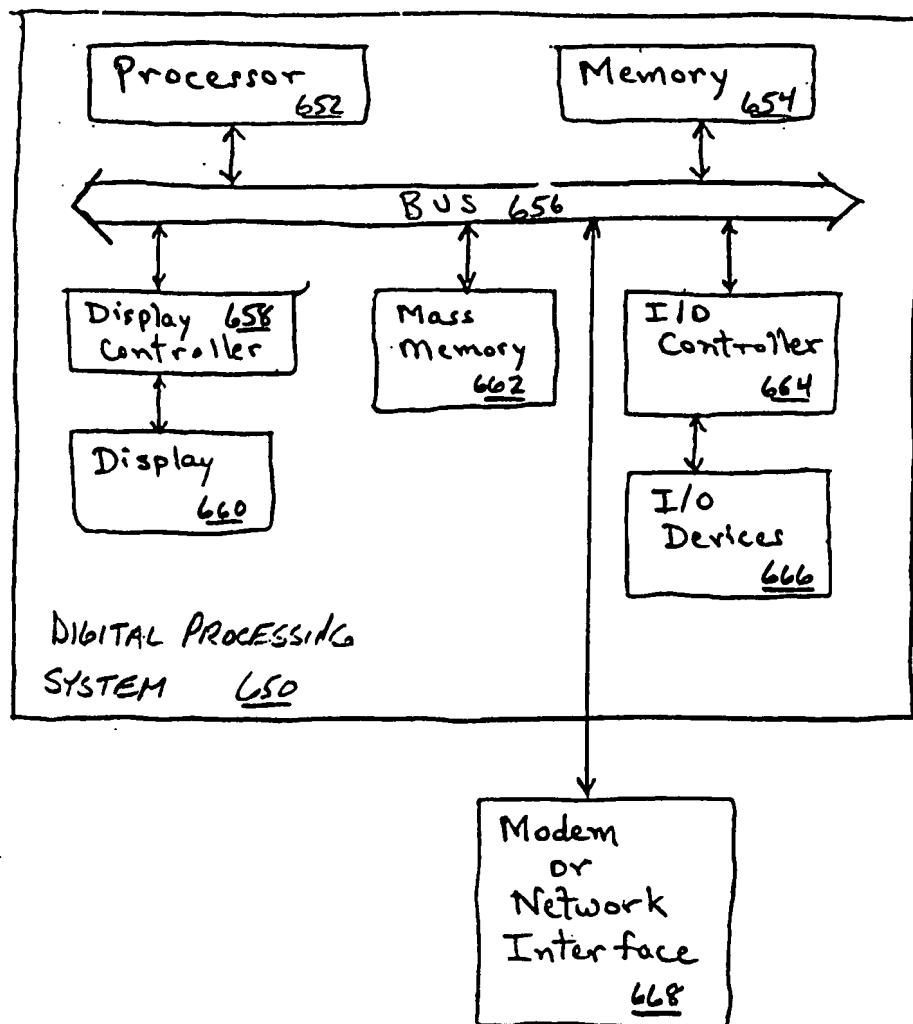 Processor
652
Memory
654
BUS 656
Display 658
Controller
Mass
Memory
662
I/O
Controller
664
Display
660
I/O
Devices
666
DIGITAL PROCESSING
SYSTEM 650
Modem
or
Network
Interface
668